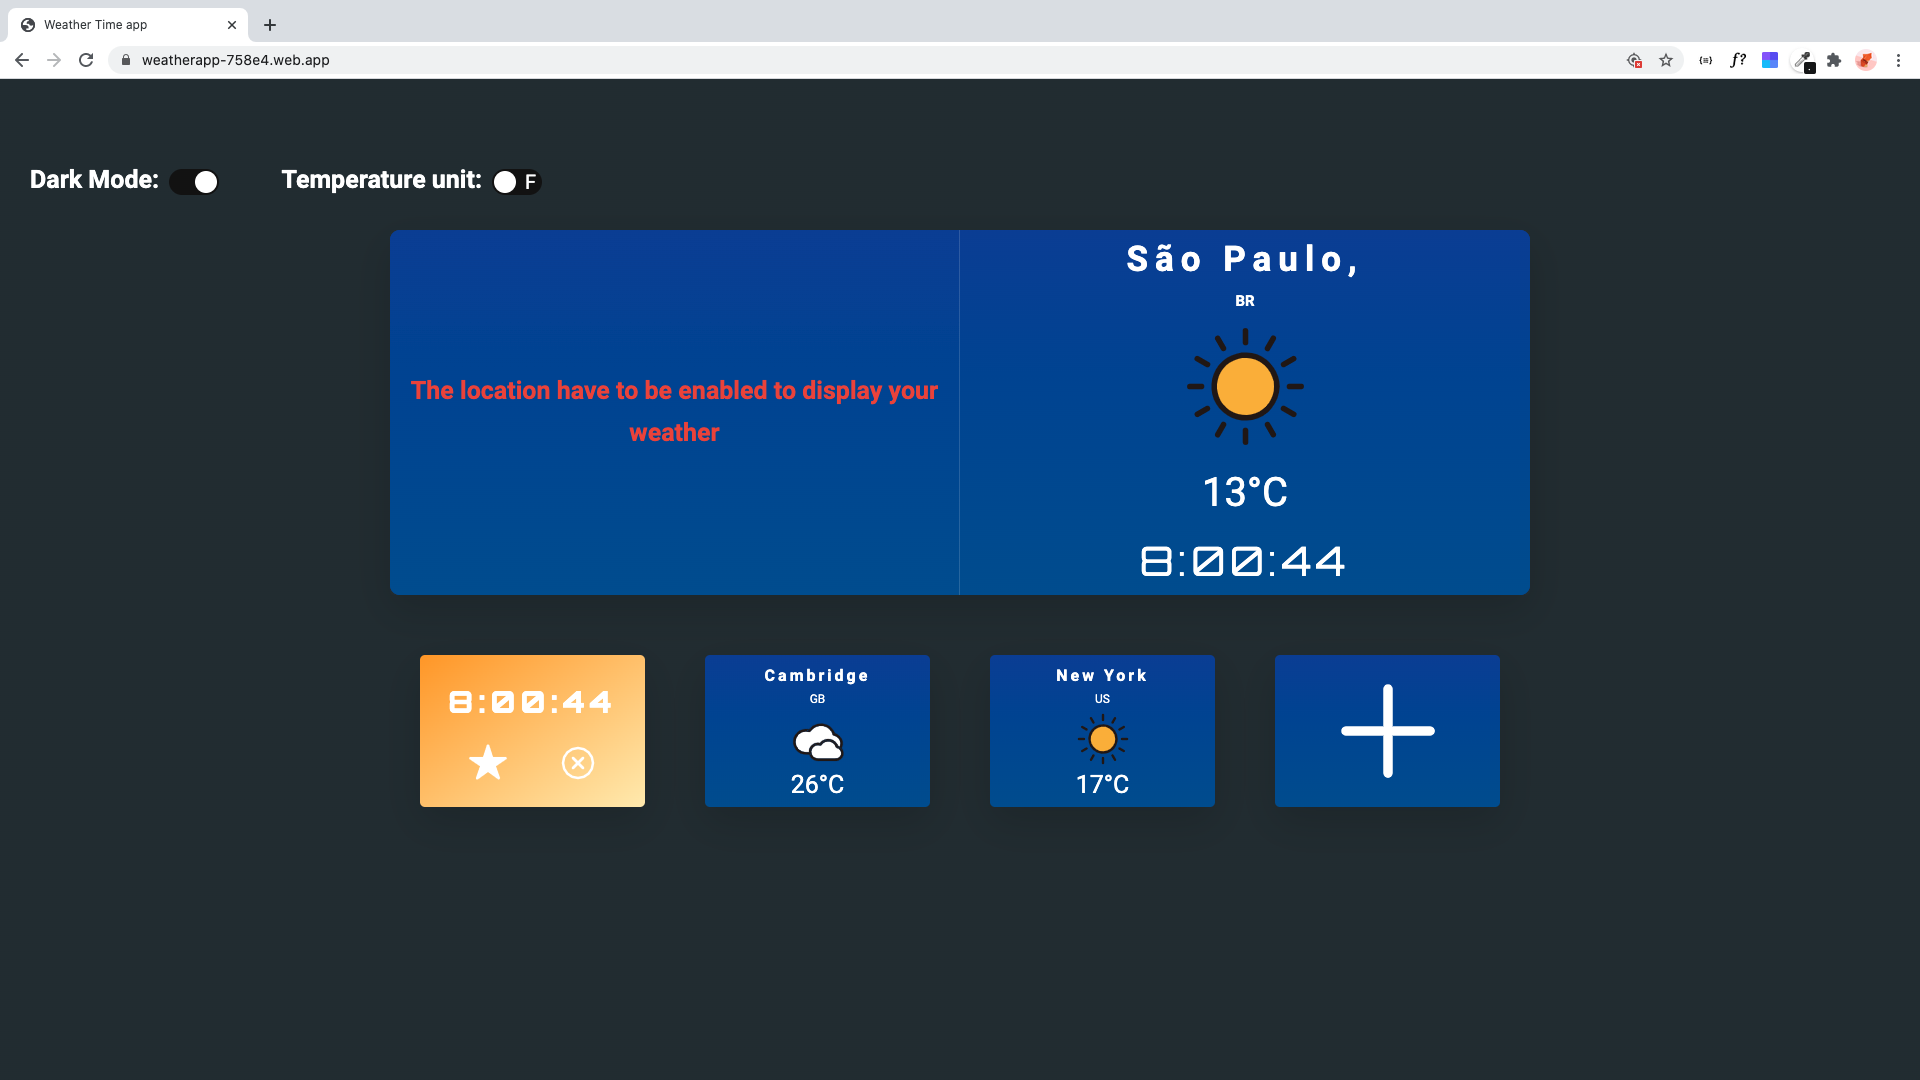 Weather Time app
weatherapp-758e4.web.app
f?
Dark Mode:
Temperature unit: F
The location have to be enabled to display your
weather
São Paulo,
BR
13°C
8:00:44
8:00:44
Cambridge
GB
26°C
New York
US
17°C